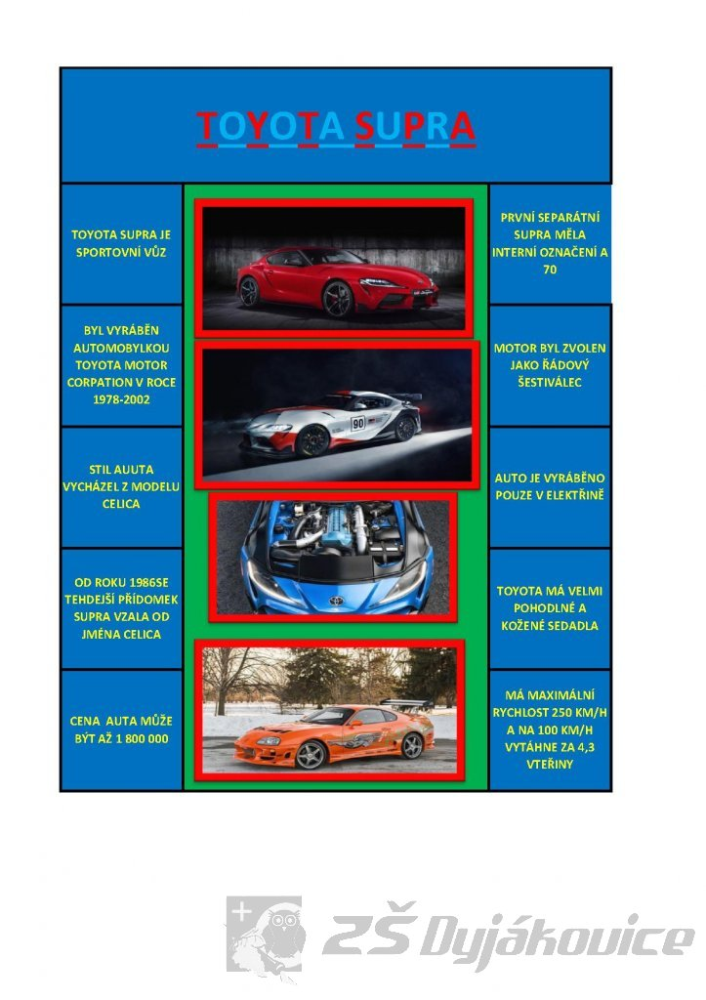 TOYOTA SUPRA
TOYOTA SUPRA JE
SPORTOVNÍ VŮZ
BYL VYRÁBĚN
AUTOMOBYLKOU
TOYOTA MOTOR
CORPATION V ROCE
1978-2002
STIL AUUTA
VYCHÁZEL Z MODELU
CELICA
OD ROKU 1986SE
TEHDEJŠÍ PŘÍDOMEK
SUPRA VZALA OD
JMÉNA CELICA
CENA AUTA MŮŽE
BÝT AŽ 1 800 000
90
PRVNÍ SEPARÁTNÍ
SUPRA MĚLA
INTERNÍ OZNAČENÍ A
70
MOTOR BYL ZVOLEN
JAKO ŘÁDOVÝ
ŠESTIVÁLEC
AUTO JE VYRÁBĚNO
POUZE V ELEKTŘINĚ
TOYOTA MÁ VELMI
POHODLNÉ A
KOŽENÉ SEDADLA
MÁ MAXIMÁLNÍ
RYCHLOST 250 KM/H
A NA 100 KM/H
VYTÁHNE ZA 4,3
VTEŘINY
ZŠ Dyjákovice